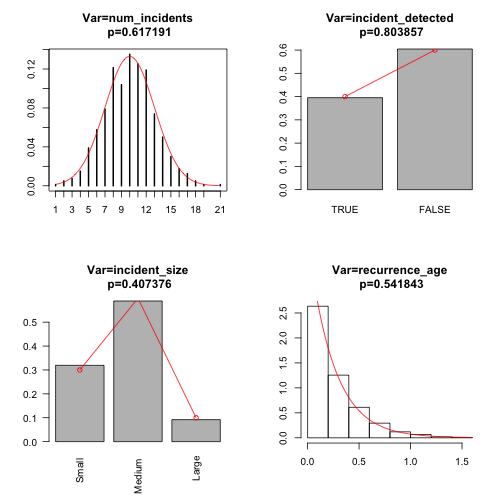 Var=num_incidents
p=0.617191
0.12
0.08
0.04
0.00
1 3 5 7 9 12 15 18 21
Var=incident_detected
p=0.803857
0.6
0.5
0.4
0.3
0.2
0.1
0.0
TRUE FALSE
Var=incident_size
p=0.407376
0.5
0.4
0.3
0.2
0.1
0.0
Small Medium Large
Var=recurrence_age
p=0.541843
2.5
2.0
1.5
1.0
0.5
0.0
0.0 0.5 1.0 1.5